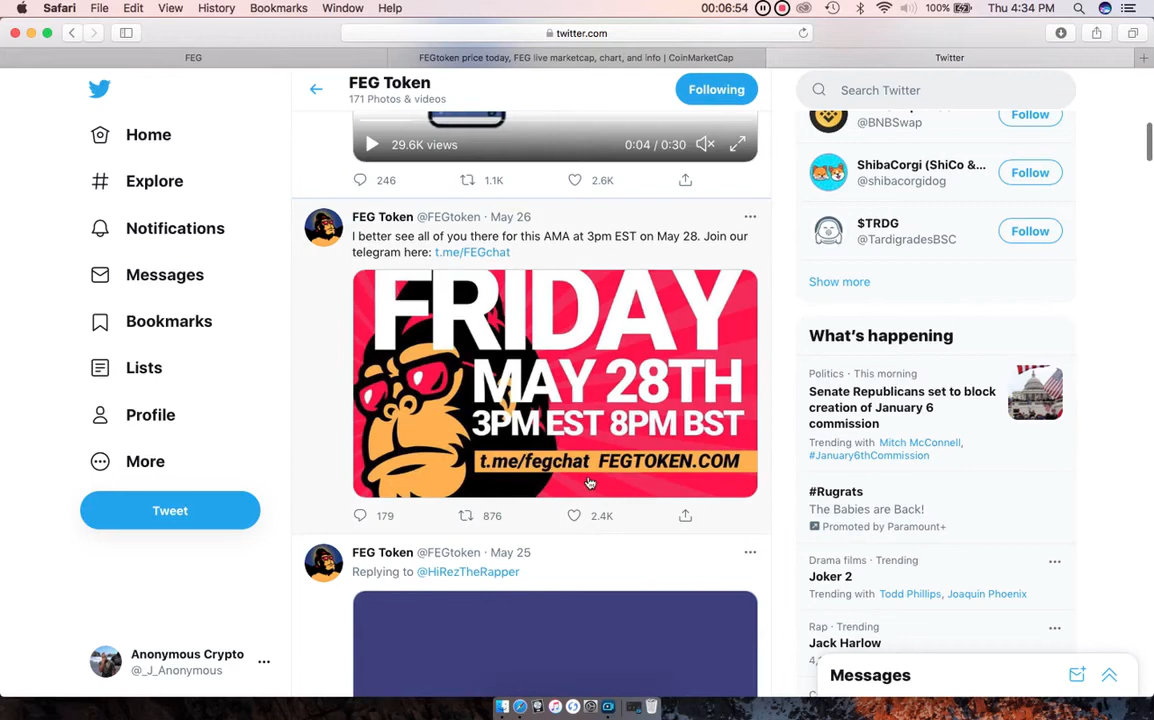 Safari File Edit View History Bookmarks Window Help 00:06:54 100% Thu 4:34 PM
twitter.com
FEG FEGtoken price today, FEG live marketcap, chart, and info | CoinMarketCap Twitter
Home
Explore
Notifications
Messages
Bookmarks
Lists
Profile
More
Tweet
Anonymous Crypto
@_J_Anonymous
FEG Token
171 Photos & videos
Following
29.6K views 0:04 / 0:30
246 1.1K 2.6K
FEG Token @FEGtoken · May 26
I better see all of you there for this AMA at 3pm EST on May 28. Join our
telegram here: t.me/FEGchat
FRIDAY
MAY 28TH
3PM EST 8PM BST
t.me/fegchat FEGTOKEN.COM
179 876 2.4K
FEG Token @FEGtoken · May 25
Replying to @HiRezTheRapper
Search Twitter
@BNBSwap
Follow
ShibaCorgi (ShiCo &...
@shibacorgidog
Follow
$TRDG
@TardigradesBSC
Follow
Show more
What's happening
Politics · This morning
Senate Republicans set to block
creation of January 6
commission
Trending with Mitch McConnell,
#January6thCommission
#Rugrats
The Babies are Back!
Promoted by Paramount+
Drama films · Trending
Joker 2
Trending with Todd Phillips, Joaquin Phoenix
Rap · Trending
Jack Harlow
Messages